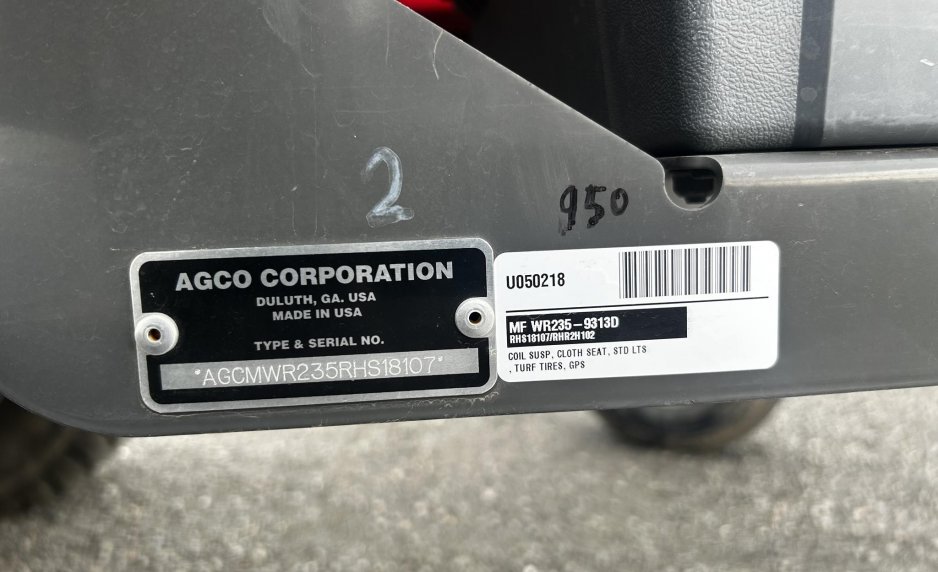 2
950
AGCO CORPORATION
DULUTH, GA. USA
MADE IN USA
TYPE & SERIAL NO.
*AGCMWR235RHS18107*
U050218
MF WR235-9313D
RHS18107/RHR2H102
COIL SUSP, CLOTH SEAT, STD LTS
, TURF TIRES, GPS